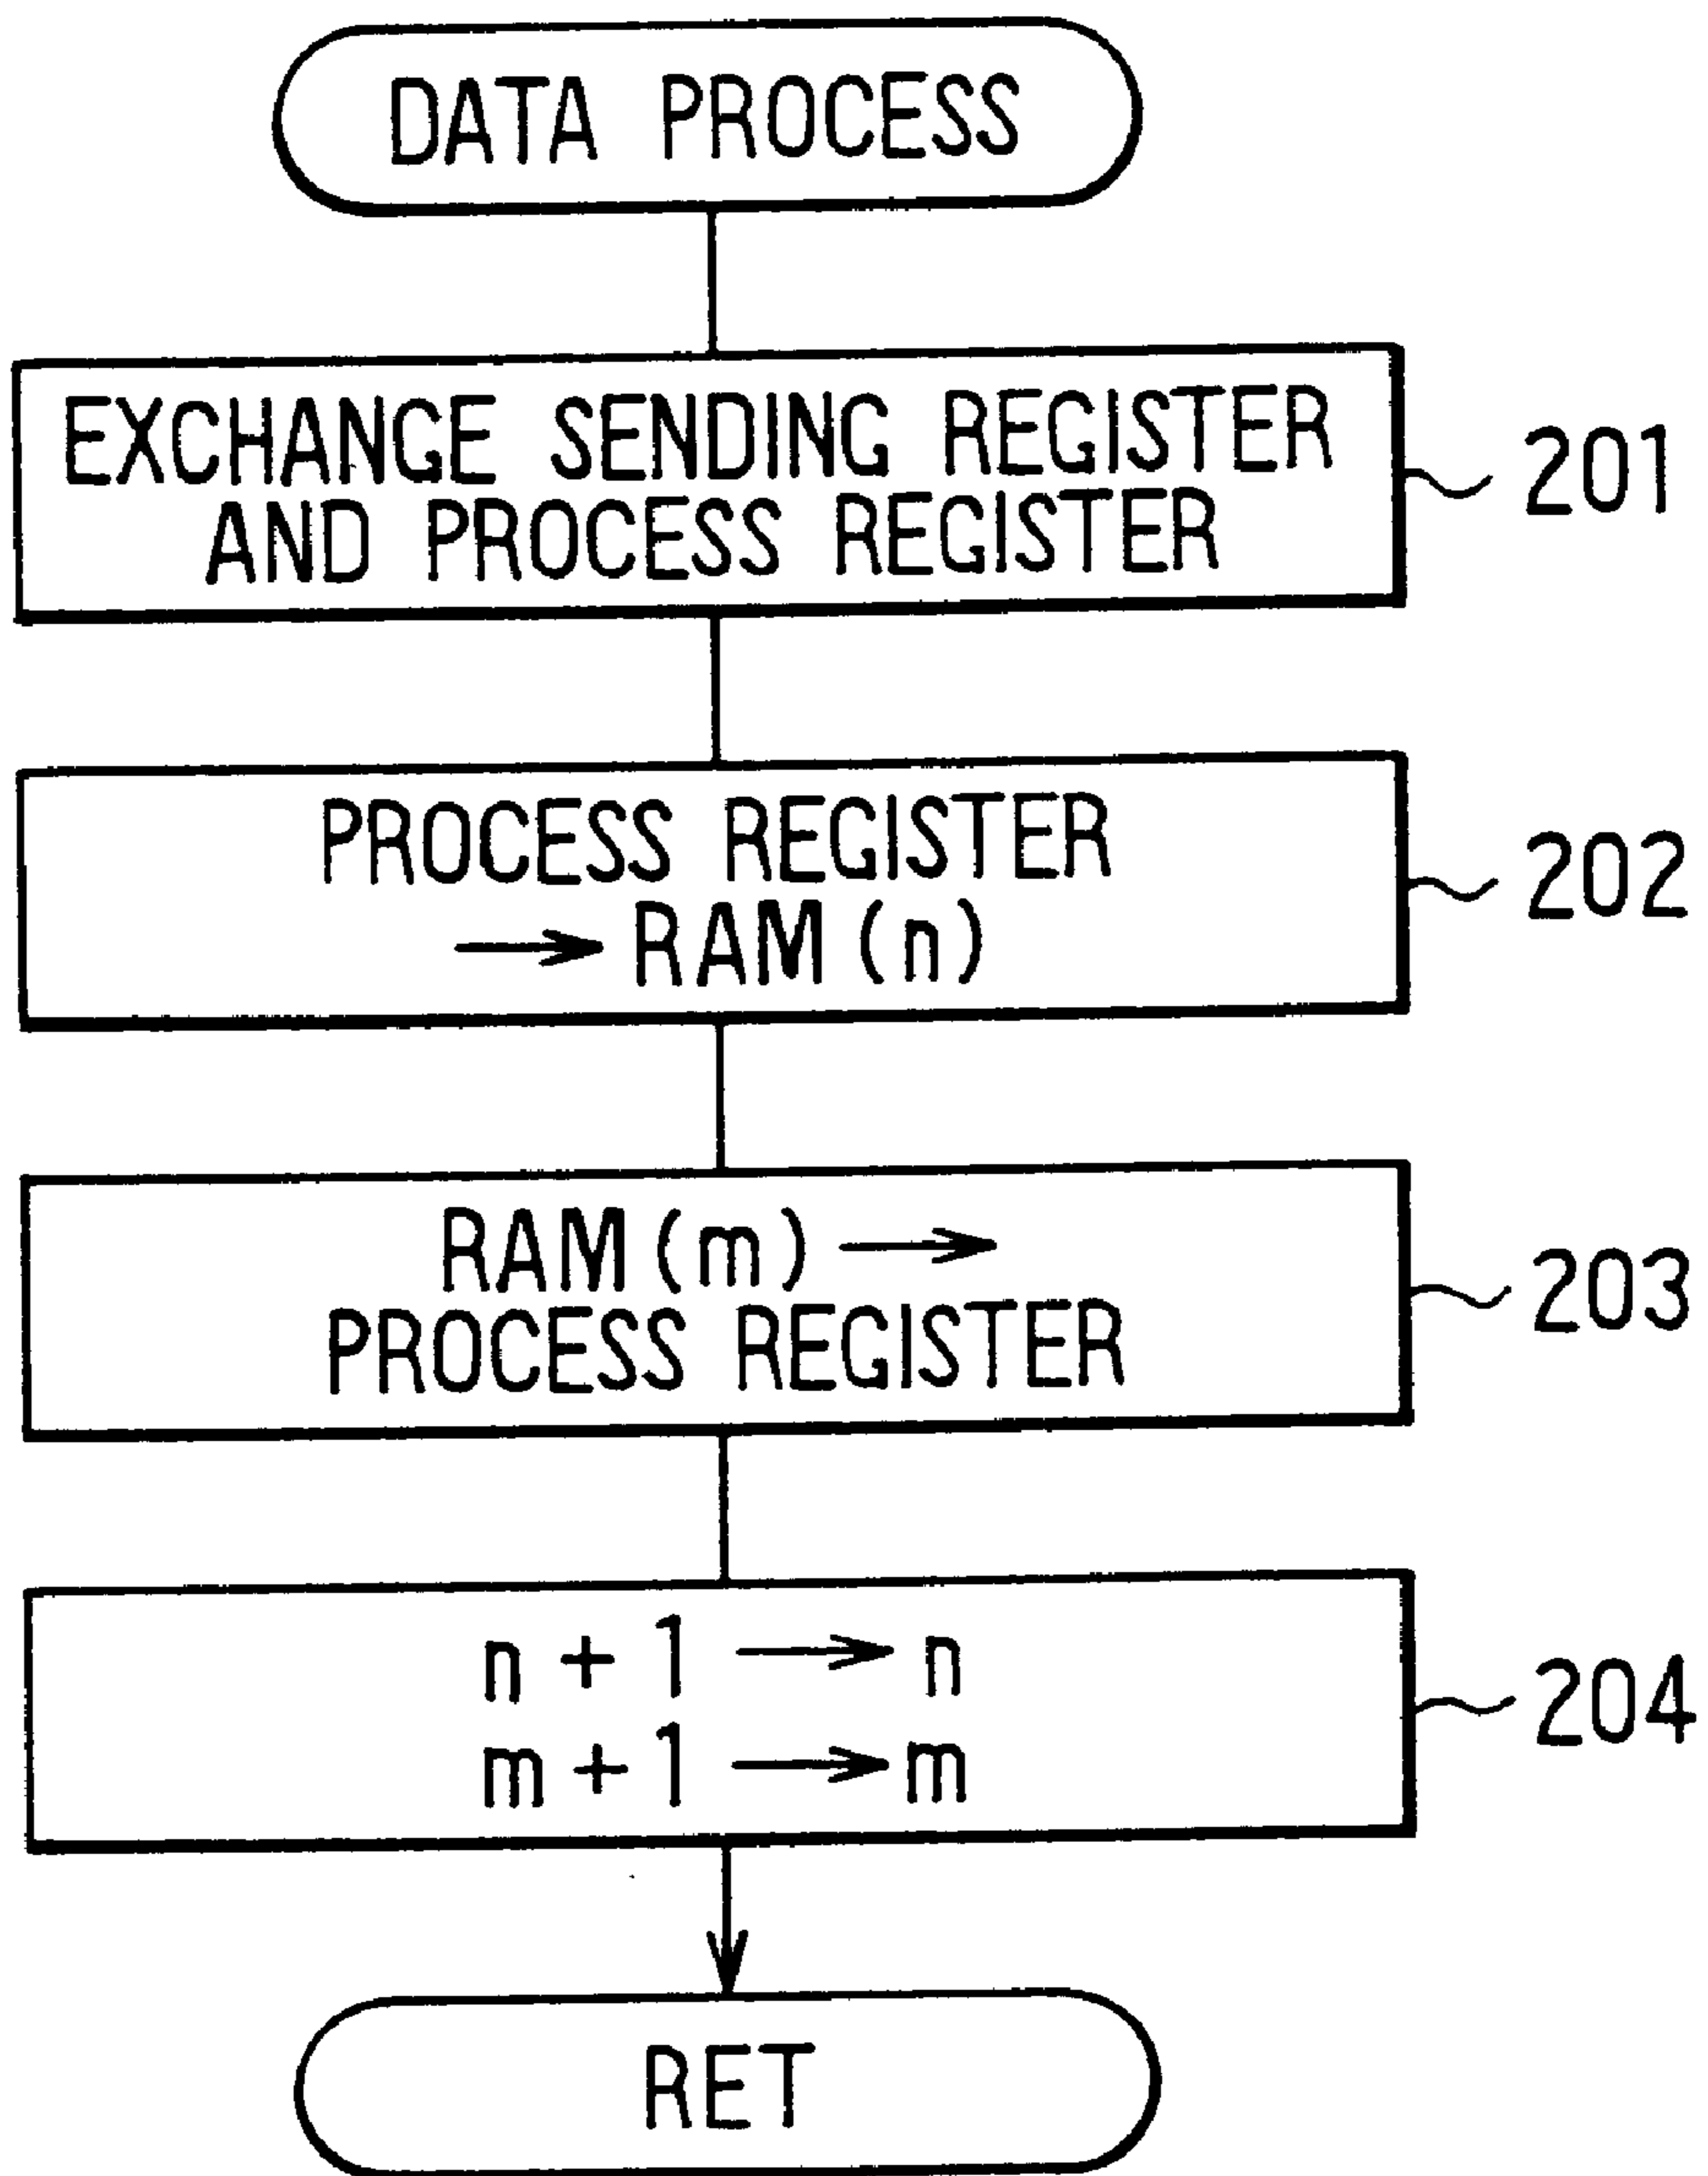 DATA PROCESS
EXCHANGE SENDING REGISTER
AND PROCESS REGISTER
201
PROCESS REGISTER
→ RAM (n)
202
RAM (m) →
PROCESS REGISTER
203
n + 1 → n
m + 1 → m
204
RET